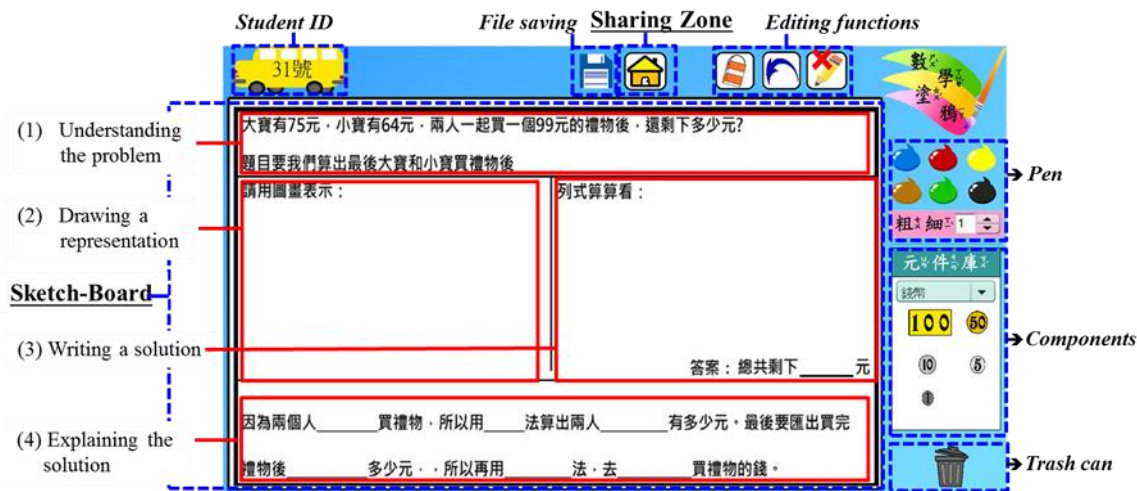 Student ID
File saving
Sharing Zone
Editing functions
31號
數學塗鴉
(1) Understanding
the problem
大寶有75元，小寶有64元，兩人一起買一個99元的禮物後，還剩下多少元?
題目要我們算出最後大寶和小寶買禮物後
Pen
粗 細 1
(2) Drawing a
representation
請用圖畫表示：
列式算算看：
元件庫
錢幣
100
50
10
5
1
Components
Sketch-Board
(3) Writing a solution
答案：總共剩下______元
(4) Explaining the
solution
因為兩個人________買禮物，所以用_____法算出兩人________有多少元。最後要匯出買完
禮物後__________多少元，，所以再用________法，去________買禮物的錢。
Trash can